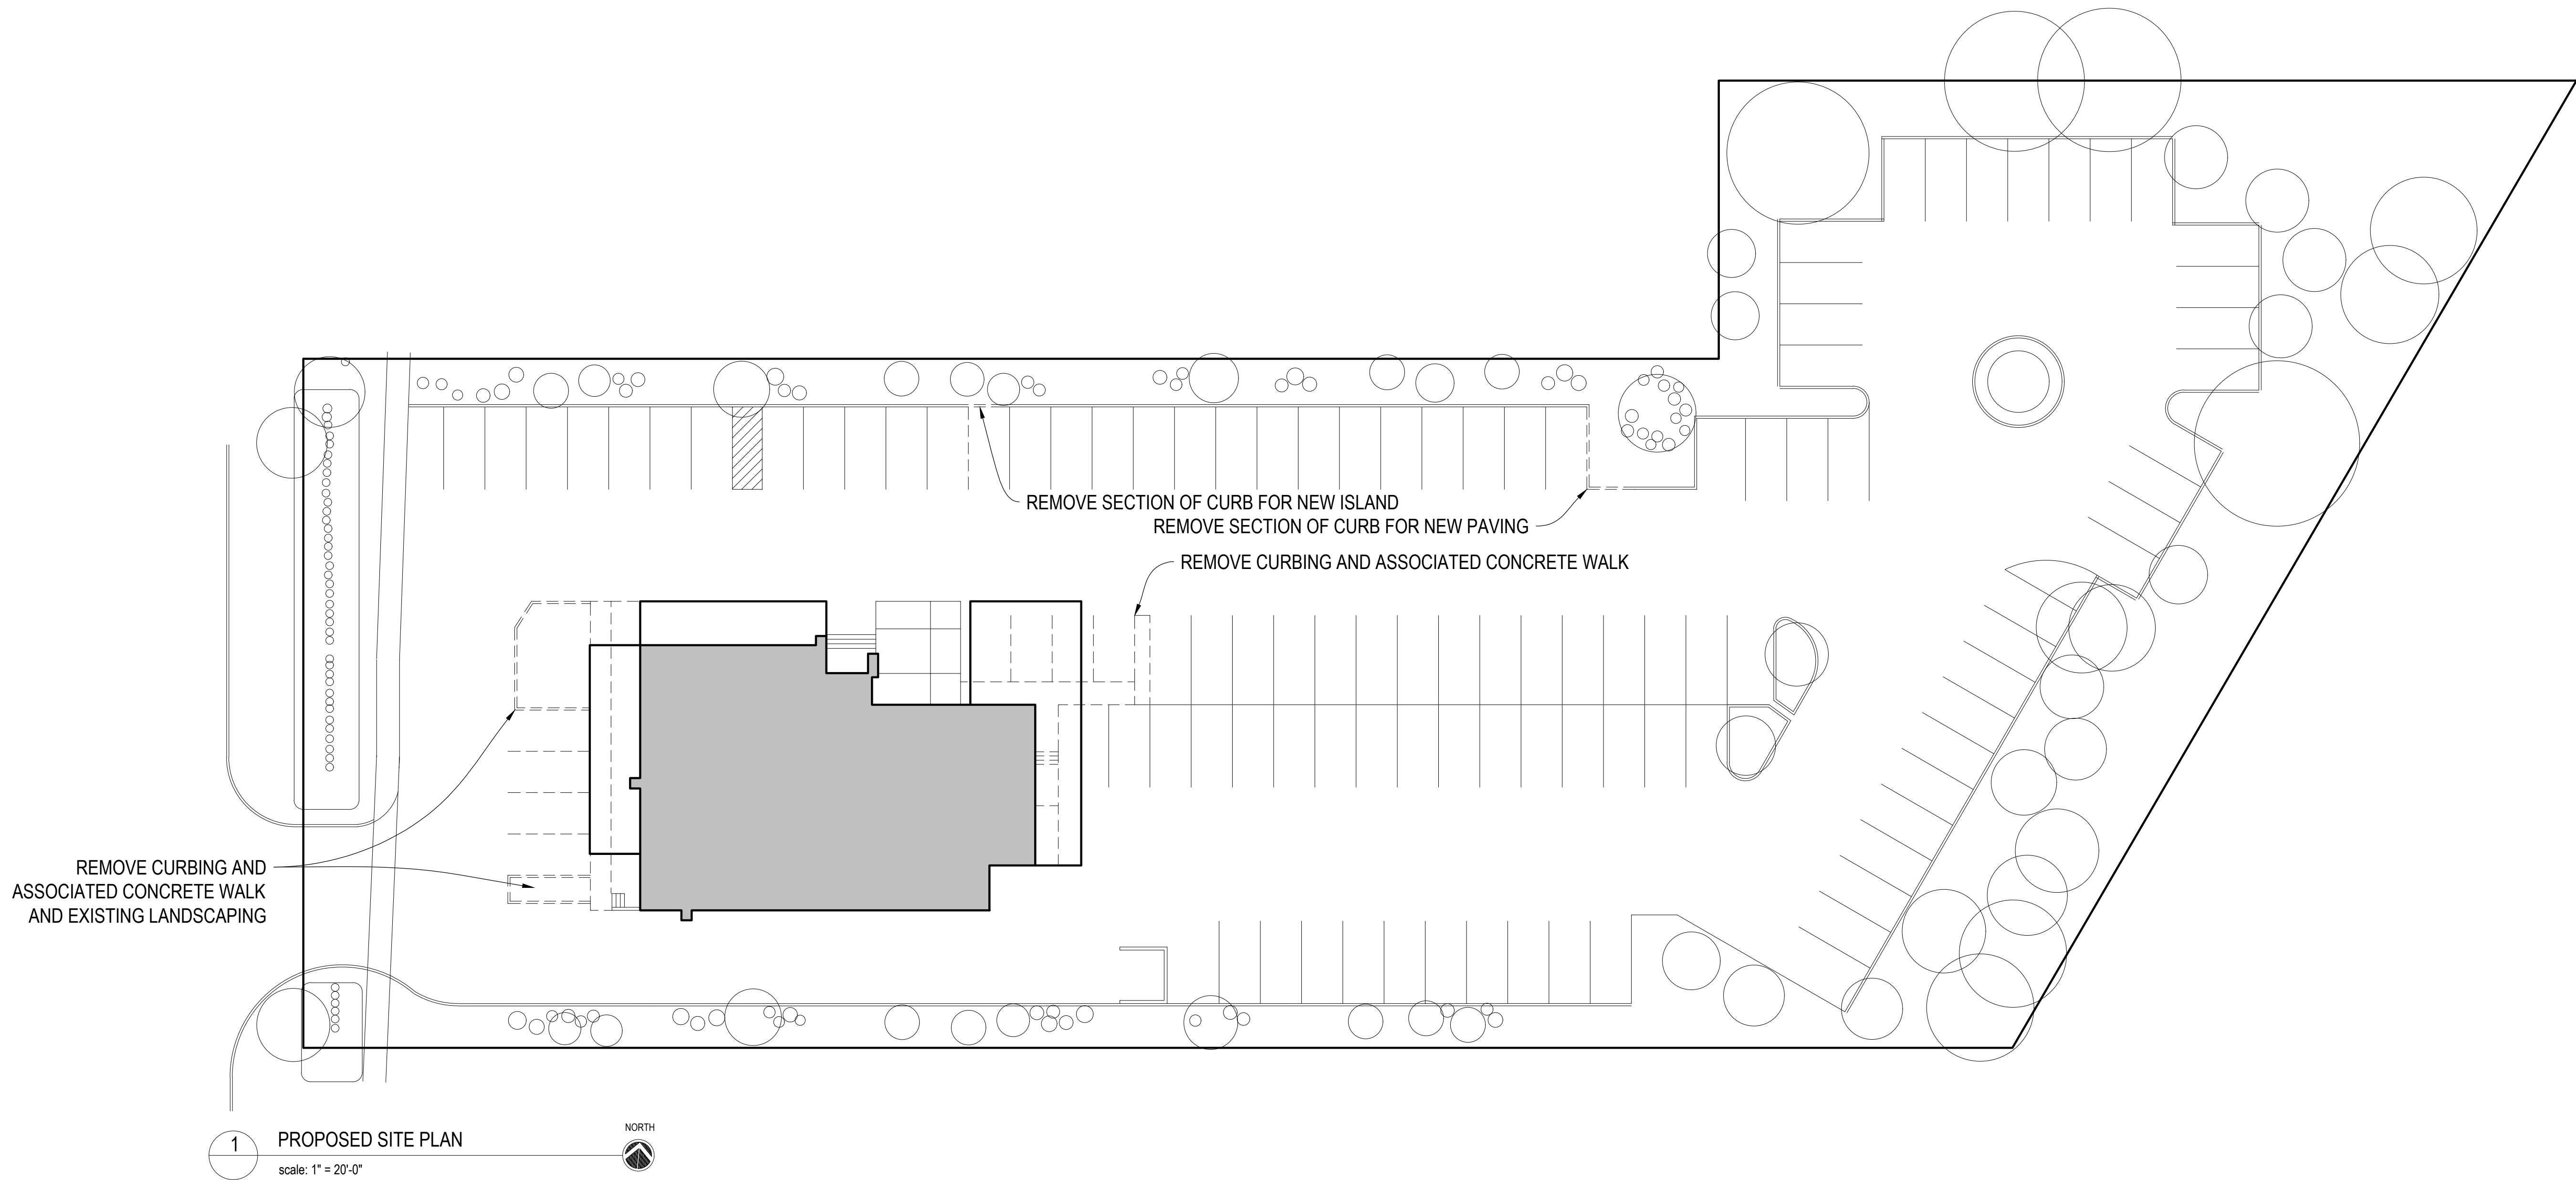 REMOVE SECTION OF CURB FOR NEW ISLAND
REMOVE SECTION OF CURB FOR NEW PAVING
REMOVE CURBING AND ASSOCIATED CONCRETE WALK
REMOVE CURBING AND
ASSOCIATED CONCRETE WALK
AND EXISTING LANDSCAPING
1
PROPOSED SITE PLAN
scale: 1" = 20'-0"
NORTH